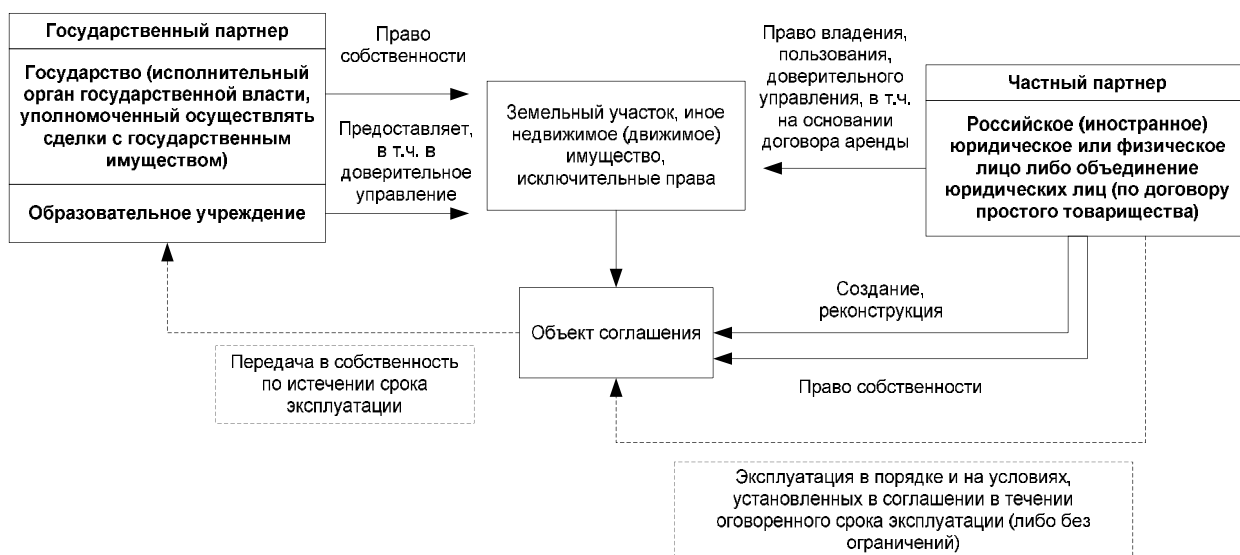 Государственный партнер
Государство (исполнительный
орган государственной власти,
уполномоченный осуществлять
сделки с государственным
имуществом)
Образовательное учреждение
Право
собственности
Предоставляет,
в т.ч. в
доверительное
управление
Земельный участок, иное
недвижимое (движимое)
имущество,
исключительные права
Право владения,
пользования,
доверительного
управления, в т.ч.
на основании
договора аренды
Частный партнер
Российское (иностранное)
юридическое или физическое
лицо либо объединение
юридических лиц (по договору
простого товарищества)
Объект соглашения
Создание,
реконструкция
Право собственности
Передача в собственность
по истечении срока
эксплуатации
Эксплуатация в порядке и на условиях,
установленных в соглашении в течении
оговоренного срока эксплуатации (либо без
ограничений)